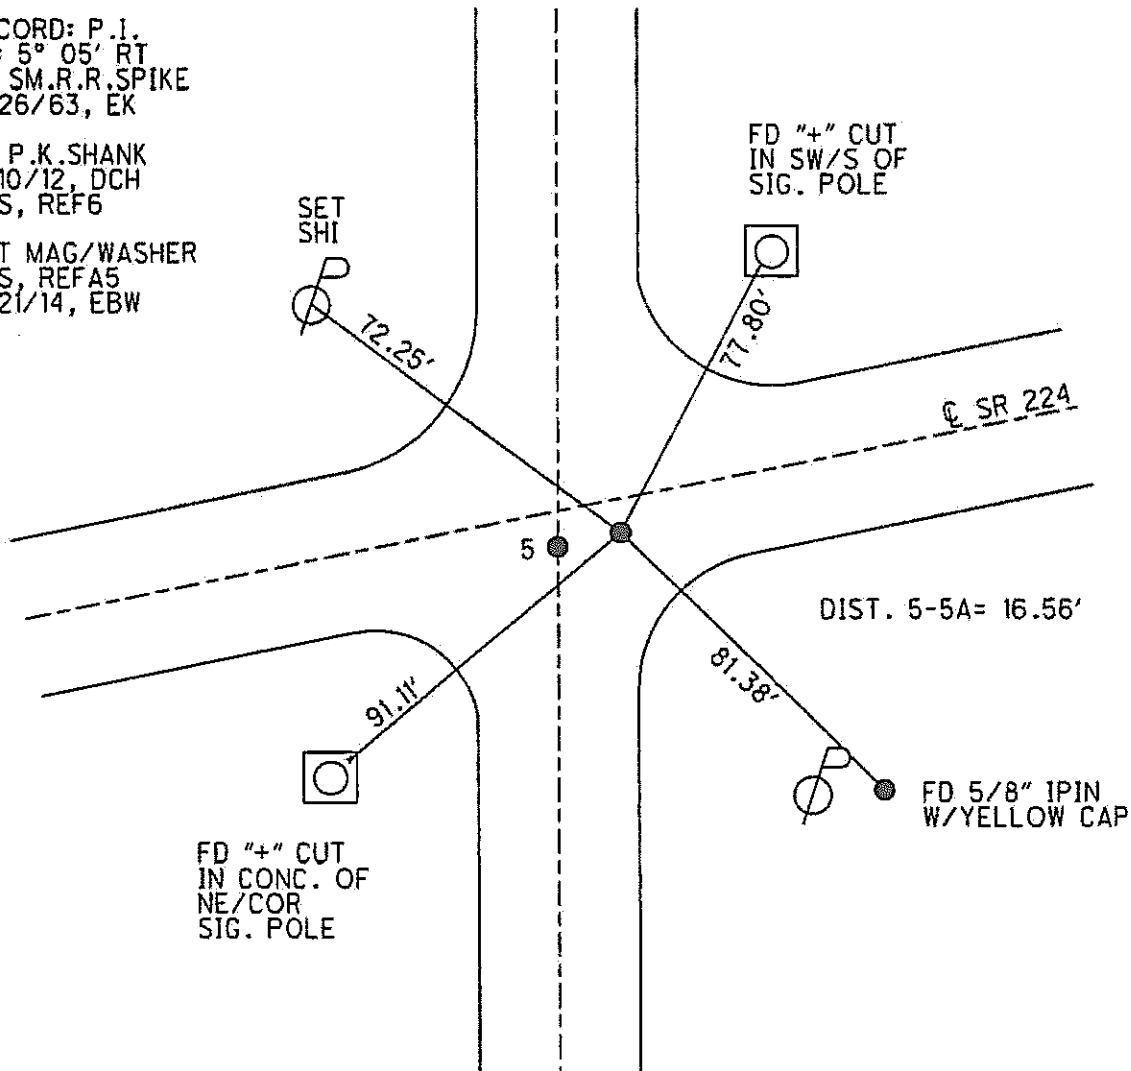 CORD: P.I.
5° 05' RT
SM.R.R.SPIKE
26/63, EK
P.K.SHANK
10/12, DCH
S, REF6
T MAG/WASHER
S, REFA5
21/14, EBW
SET
SHI
FD "+" CUT
IN SW/S OF
SIG. POLE
72.25'
77.80'
℄ SR 224
5
DIST. 5-5A= 16.56'
91.11'
81.38'
FD 5/8" IPIN
W/YELLOW CAP
FD "+" CUT
IN CONC. OF
NE/COR
SIG. POLE